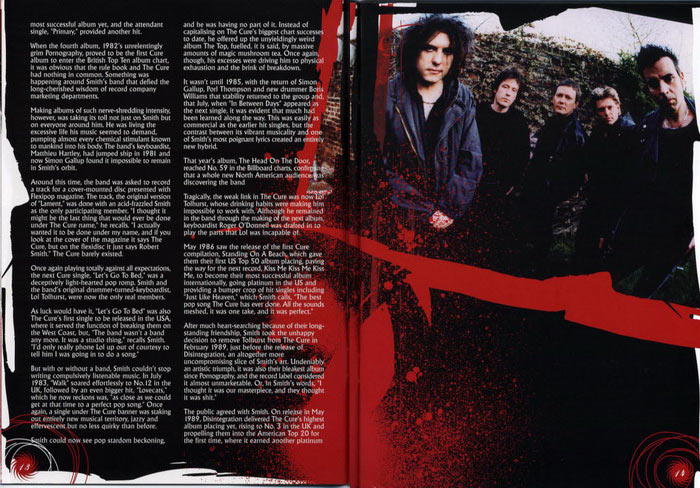 most successful album yet, and the attendant
single, "Primary," provided another hit.
When the fourth album, 1982's unrelentingly
grim Pornography, proved to be the first Cure
album to enter the British Top Ten album chart,
it was obvious that the rule book and The Cure
had nothing in common. Something was
happening around Smith's band that defied the
long-cherished wisdom of record company
marketing departments.
Making albums of such nerve-shredding intensity,
however, was taking its toll not just on Smith but
on everyone around him. He was living the
excessive life his music seemed to demand,
pumping almost every chemical stimulant known
to mankind into his body. The band's keyboardist,
Matthieu Hartley, had jumped ship in 1981 and
now Simon Gallup found it impossible to remain
in Smith's orbit.
Around this time, the band was asked to record
a track for a cover-mounted disc presented with
Flexipop magazine. The track, the original version
of "Lament," was done with an acid-frazzled Smith
as the only participating member. "I thought it
might be the last thing that would ever be done
under The Cure name," he recalls. "I actually
wanted it to be done under my name, and if you
look at the cover of the magazine it says The
Cure, but on the flexidisc it just says Robert
Smith." The Cure barely existed.
Once again playing totally against all expectations,
the next Cure single, "Let's Go To Bed," was a
deceptively light-hearted pop romp. Smith and
the band's original drummer-turned-keyboardist,
Lol Tolhurst, were now the only real members.
As luck would have it, "Let's Go To Bed" was also
The Cure's first single to be released in the USA,
where it served the function of breaking them on
the West Coast, but, "The band wasn't a band
any more. It was a studio thing," recalls Smith.
"I'd only really phone Lol up out of courtesy to
tell him I was going in to do a song."
But with or without a band, Smith couldn't stop
writing compulsively listenable music. In July
1983, "Walk" soared effortlessly to No.12 in the
UK, followed by an even bigger hit, "Lovecats,"
which he now reckons was, "as close as we could
get at that time to a perfect pop song." Once
again, a single under The Cure banner was staking
out entirely new musical territory, jazzy and
effervescent but no less quirky than before.
Smith could now see pop stardom beckoning,
and he was having no part of it. Instead of
capitalising on The Cure's biggest chart successes
to date, he offered up the unyieldingly weird
album The Top, fuelled, it is said, by massive
amounts of magic mushroom tea. Once again,
though, his excesses were driving him to physical
exhaustion and the brink of breakdown.
It wasn't until 1985, with the return of Simon
Gallup, Porl Thompson and new drummer Boris
Williams that stability returned to the group and,
that July, when "In Between Days" appeared as
the next single, it was evident that much had
been learned along the way. This was easily as
commercial as the earlier hit singles, but the
contrast between its vibrant musicality and one
of Smith's most poignant lyrics created an entirely
new hybrid.
That year's album, The Head On The Door,
reached No. 59 in the Billboard charts, confirming
that a whole new North American audience was
discovering the band
Tragically, the weak link in The Cure was now Lol
Tolhurst, whose drinking habits were making him
impossible to work with. Although he remained
in the band through the making of the next album,
keyboardist Roger O'Donnell was drafted in to
play the parts that Lol was incapable of.
May 1986 saw the release of the first Cure
compilation, Standing On A Beach, which gave
them their first US Top 50 album placing, paving
the way for the next record, Kiss Me Kiss Me Kiss
Me, to become their most successful album
internationally, going platinum in the US and
providing a bumper crop of hit singles including
"Just Like Heaven," which Smith calls, "The best
pop song The Cure has ever done. All the sounds
meshed, it was one take, and it was perfect."
After much heart-searching because of their long-
standing friendship, Smith took the unhappy
decision to remove Tolhurst from The Cure in
February 1989, just before the release of
Disintegration, an altogether more
uncompromising slice of Smith's art. Undeniably
an artistic triumph, it was also their bleakest album
since Pornography, and the record label considered
it almost unmarketable. Or, in Smith's words, "I
thought it was our masterpiece, and they thought
it was shit."
The public agreed with Smith. On release in May
1989, Disintegration delivered The Cure's highest
album placing yet, rising to No. 3 in the UK and
propelling them into the American Top 20 for
the first time, where it earned another platinum
13
14